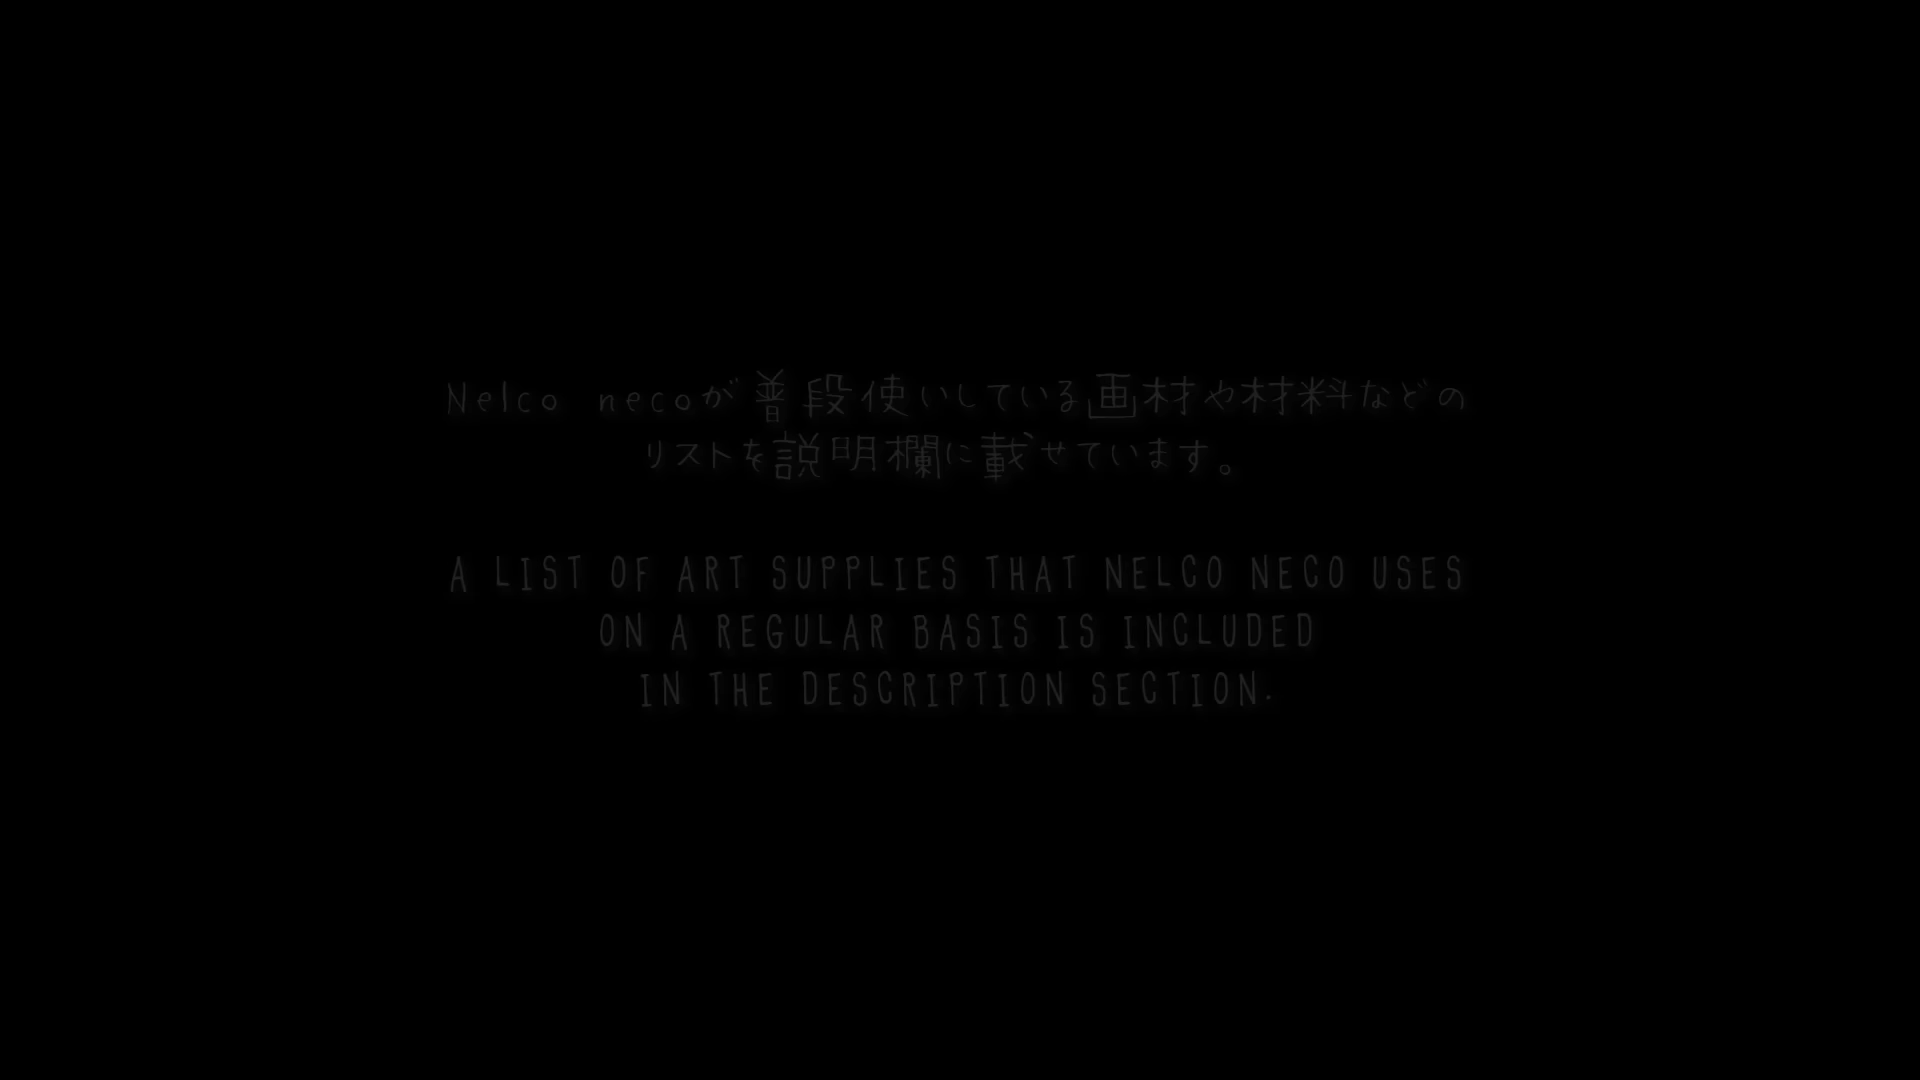 Nelco necoが普段使いしている画材や材料などの
リストを説明欄に載せています。
A LIST OF ART SUPPLIES THAT NELCO NECO USES
ON A REGULAR BASIS IS INCLUDED
IN THE DESCRIPTION SECTION.